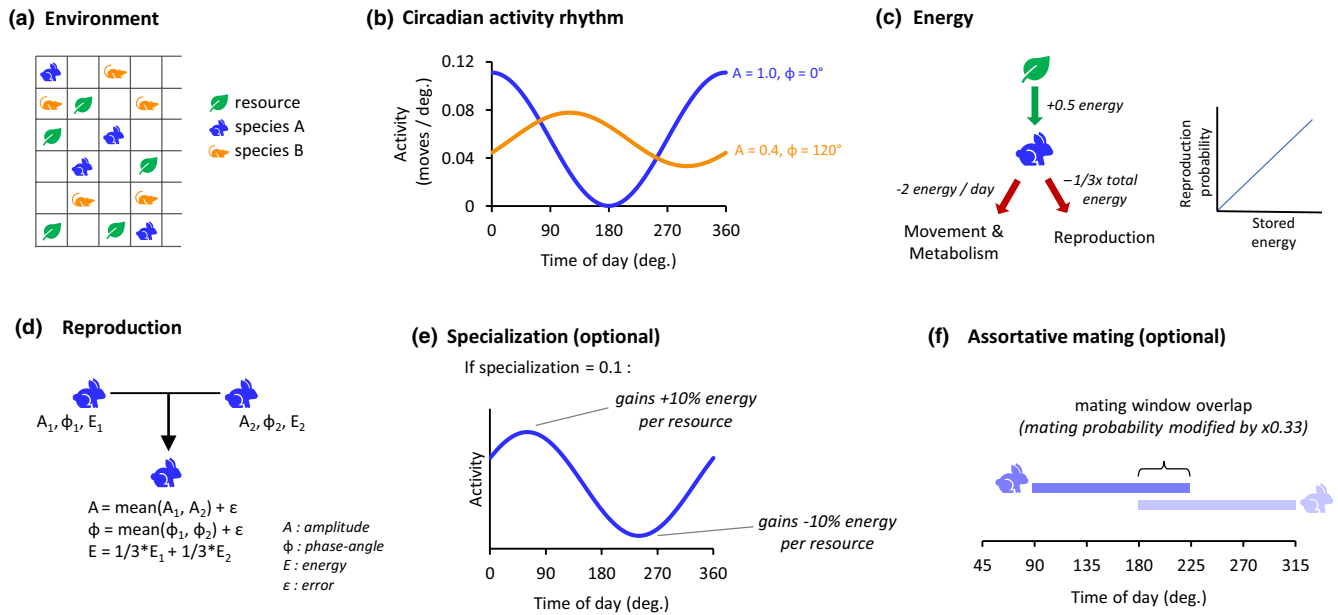 (a) Environment
resource
species A
species B
(b) Circadian activity rhythm
Activity
(moves / deg.)
0.12
0.08
0.04
0
0 90 180 270 360
Time of day (deg.)
A = 1.0, ϕ = 0°
A = 0.4, ϕ = 120°
(c) Energy
+0.5 energy
-2 energy / day
−1/3x total
energy
Movement &
Metabolism
Reproduction
Reproduction
probability
Stored
energy
(d) Reproduction
A₁, ϕ₁, E₁
A₂, ϕ₂, E₂
A = mean(A₁, A₂) + ε
ϕ = mean(ϕ₁, ϕ₂) + ε
E = 1/3*E₁ + 1/3*E₂
A : amplitude
ϕ : phase-angle
E : energy
ε : error
(e) Specialization (optional)
If specialization = 0.1 :
gains +10% energy
per resource
gains -10% energy
per resource
Activity
0 90 180 270 360
Time of day (deg.)
(f) Assortative mating (optional)
mating window overlap
(mating probability modified by x0.33)
45 90 135 180 225 270 315
Time of day (deg.)